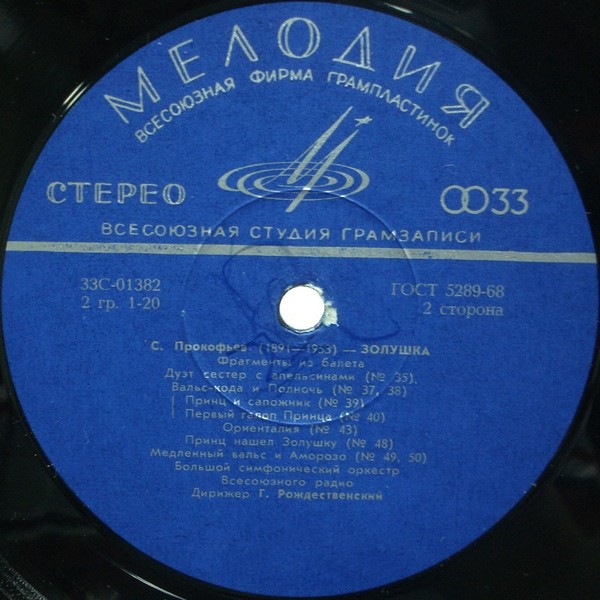 МЕЛОДИЯ
ВСЕСОЮЗНАЯ ФИРМА ГРАМПЛАСТИНОК
СТЕРЕО
33
ВСЕСОЮЗНАЯ СТУДИЯ ГРАМЗАПИСИ
33С-01382
2 гр. 1-20
ГОСТ 5289-68
2 сторона
С. Прокофьев (1891—1953) — ЗОЛУШКА
Фрагменты из балета
Дуэт сестер с апельсинами (№ 35),
Вальс-кода и Полночь (№ 37, 38)
Принц и сапожник (№ 39)
Первый галоп Принца (№ 40)
Ориенталия (№ 43)
Принц нашел Золушку (№ 48)
Медленный вальс и Аморозо (№ 49, 50)
Большой симфонический оркестр
Всесоюзного радио
Дирижер Г. Рождественский